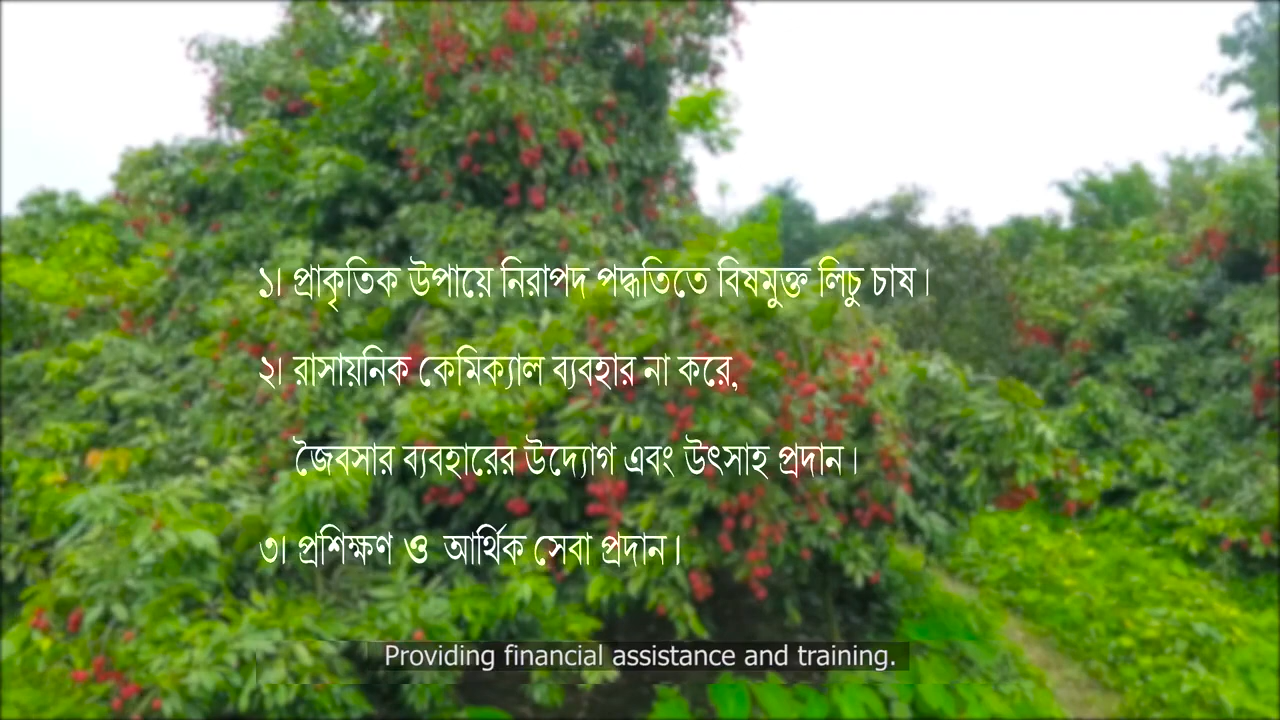 ১। প্রাকৃতিক উপায়ে নিরাপদ পদ্ধতিতে বিষমুক্ত লিচু চাষ।
২। রাসায়নিক কেমিক্যাল ব্যবহার না করে,
জৈবসার ব্যবহারের উদ্যোগ এবং উৎসাহ প্রদান।
৩। প্রশিক্ষণ ও আর্থিক সেবা প্রদান।
Providing financial assistance and training.